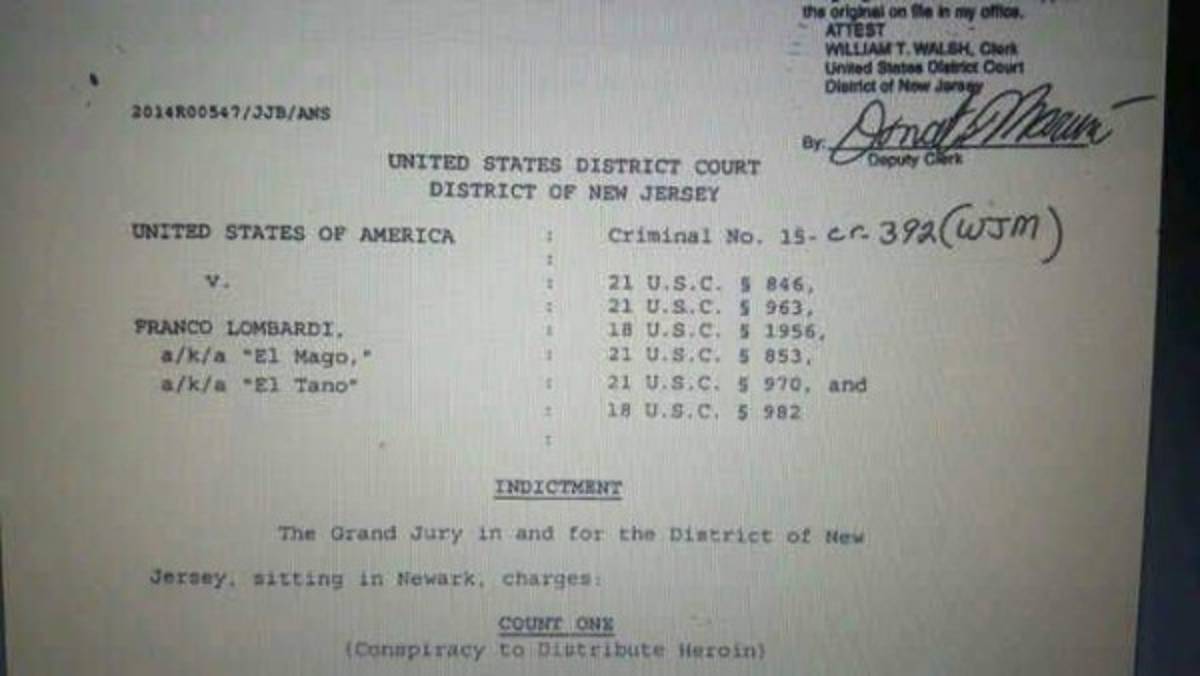 the original on file in my office.
ATTEST
WILLIAM T. WALSH, Clerk
United States District Court
District of New Jersey
By:
Deputy Clerk
2014R00547/JJB/ANS
UNITED STATES DISTRICT COURT
DISTRICT OF NEW JERSEY
UNITED STATES OF AMERICA : Criminal No. 15-cr-392(WJM)
:
v. : 21 U.S.C. § 846,
: 21 U.S.C. § 963,
FRANCO LOMBARDI, : 18 U.S.C. § 1956,
a/k/a "El Mago," : 21 U.S.C. § 853,
a/k/a "El Tano" : 21 U.S.C. § 970, and
: 18 U.S.C. § 982
:
INDICTMENT
The Grand Jury in and for the District of New
Jersey, sitting in Newark, charges:
COUNT ONE
(Conspiracy to Distribute Heroin)